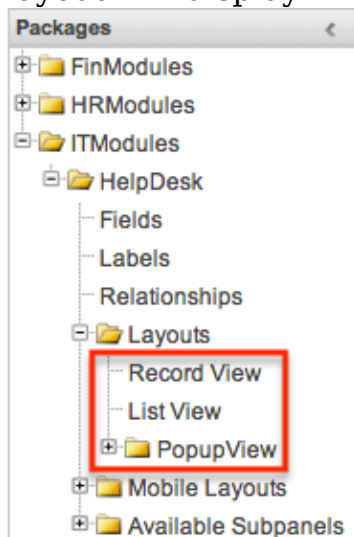 Packages
FinModules
HRModules
ITModules
HelpDesk
Fields
Labels
Relationships
Layouts
Record View
List View
PopupView
Mobile Layouts
Available Subpanels